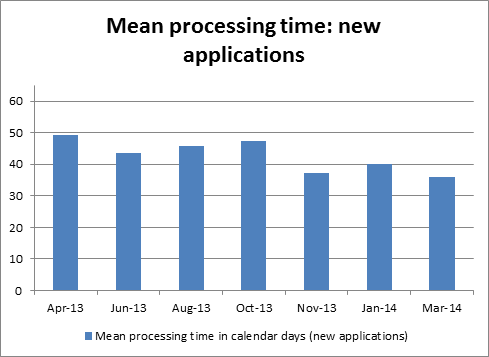 Mean processing time: new
applications
60
50
40
30
20
10
0
Apr-13 Jun-13 Aug-13 Oct-13 Nov-13 Jan-14 Mar-14
Mean processing time in calendar days (new applications)